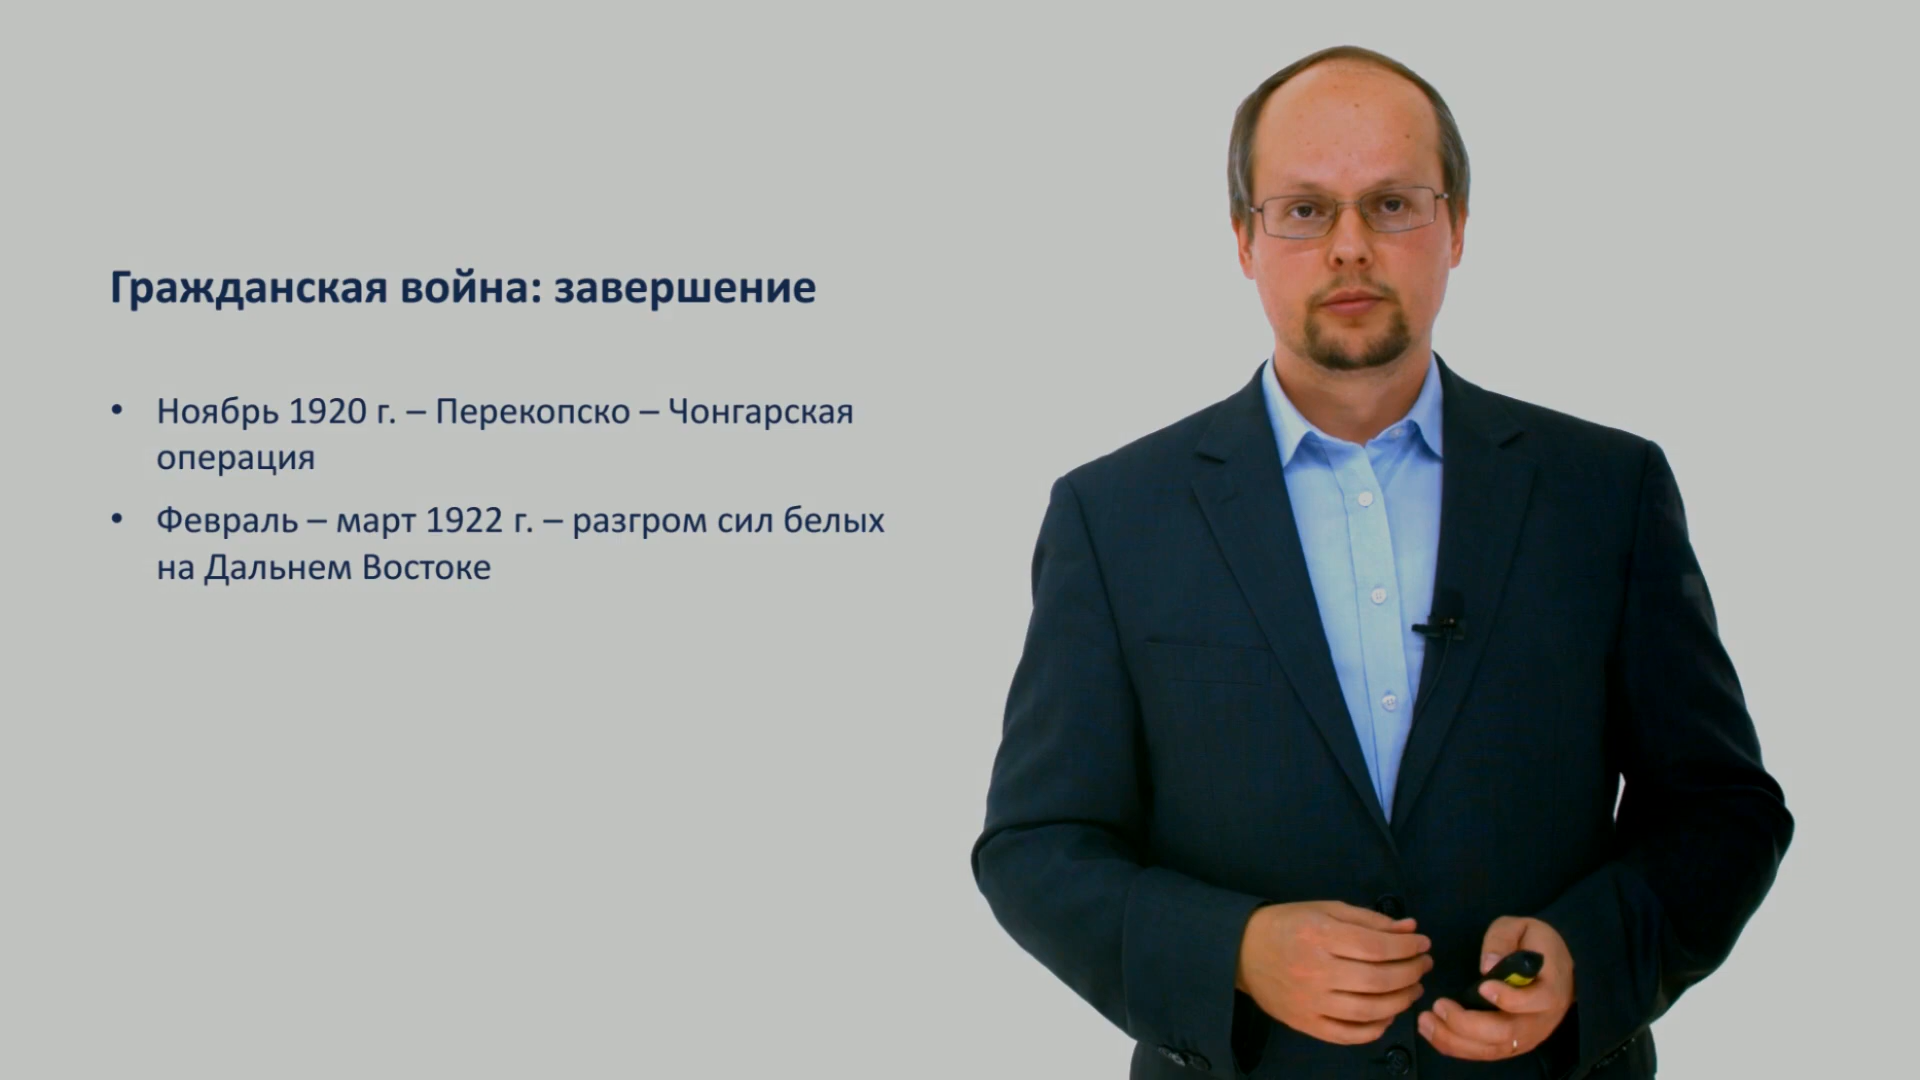 Гражданская война: завершение
• Ноябрь 1920 г. – Перекопско – Чонгарская
операция
• Февраль – март 1922 г. – разгром сил белых
на Дальнем Востоке